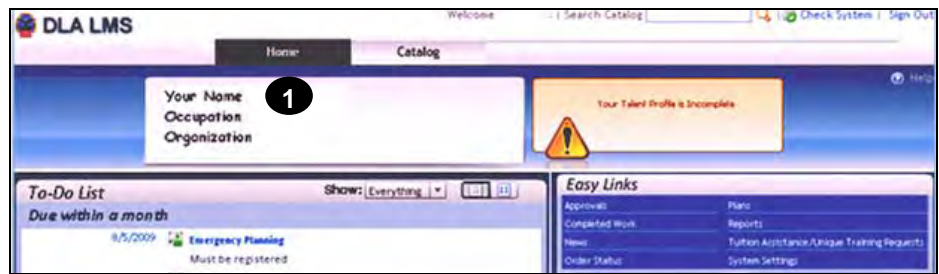 DLA LMS
Welcome : | Search Catalog | Check System | Sign Out
Home Catalog
Help
Your Name
Occupation
Organization
1
Your Talent Profile is Incomplete
To-Do List Show: Everything
Due within a month
8/5/2009 Emergency Planning
Must be registered
Easy Links
Approvals Plans
Completed Work Reports
News Tuition Assistance/Unique Training Requests
Order Status System Settings